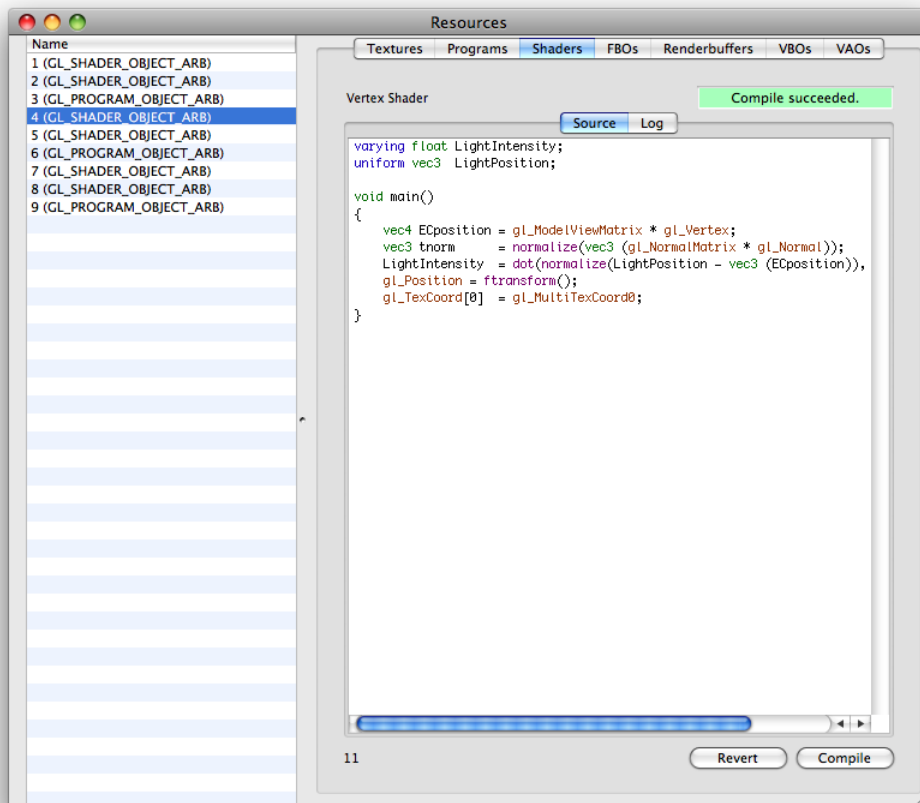 Resources
Name
1 (GL_SHADER_OBJECT_ARB)
2 (GL_SHADER_OBJECT_ARB)
3 (GL_PROGRAM_OBJECT_ARB)
4 (GL_SHADER_OBJECT_ARB)
5 (GL_SHADER_OBJECT_ARB)
6 (GL_PROGRAM_OBJECT_ARB)
7 (GL_SHADER_OBJECT_ARB)
8 (GL_SHADER_OBJECT_ARB)
9 (GL_PROGRAM_OBJECT_ARB)
Textures Programs Shaders FBOs Renderbuffers VBOs VAOs
Vertex Shader Compile succeeded.
Source Log
varying float LightIntensity;
uniform vec3  LightPosition;
void main()
{
    vec4 ECposition = gl_ModelViewMatrix * gl_Vertex;
    vec3 tnorm      = normalize(vec3 (gl_NormalMatrix * gl_Normal));
    LightIntensity  = dot(normalize(LightPosition - vec3 (ECposition)),
    gl_Position = ftransform();
    gl_TexCoord[0]  = gl_MultiTexCoord0;
}
11 Revert Compile